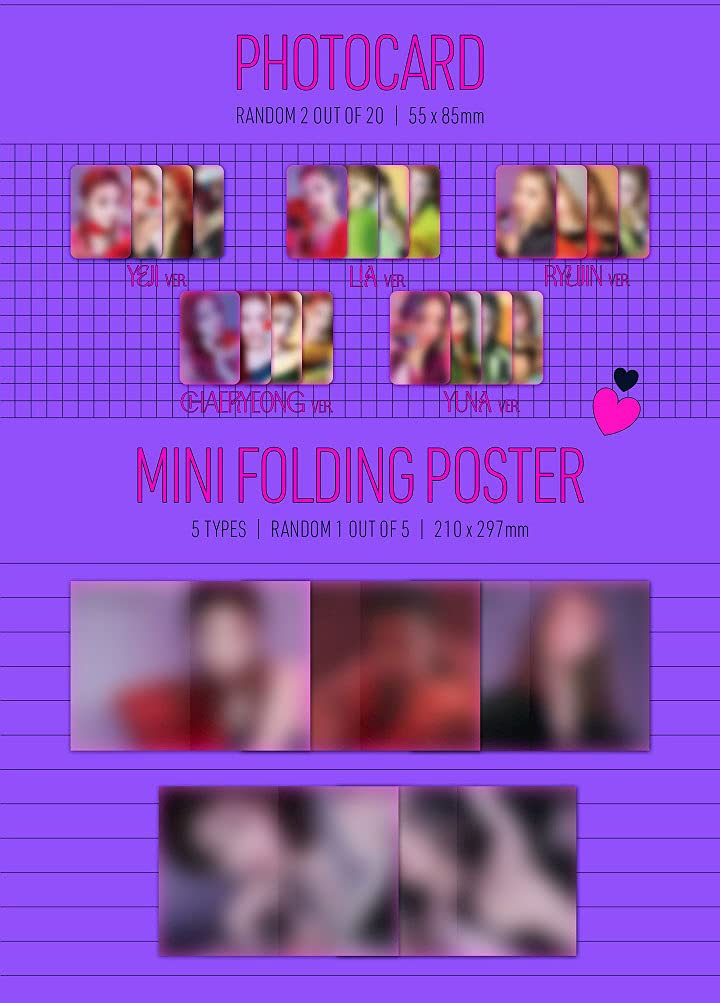 PHOTOCARD
RANDOM 2 OUT OF 20 | 55 x 85mm
YEJI VER.
LIA VER.
RYUJIN VER.
CHAERYEONG VER.
YUNA VER.
MINI FOLDING POSTER
5 TYPES | RANDOM 1 OUT OF 5 | 210 x 297mm